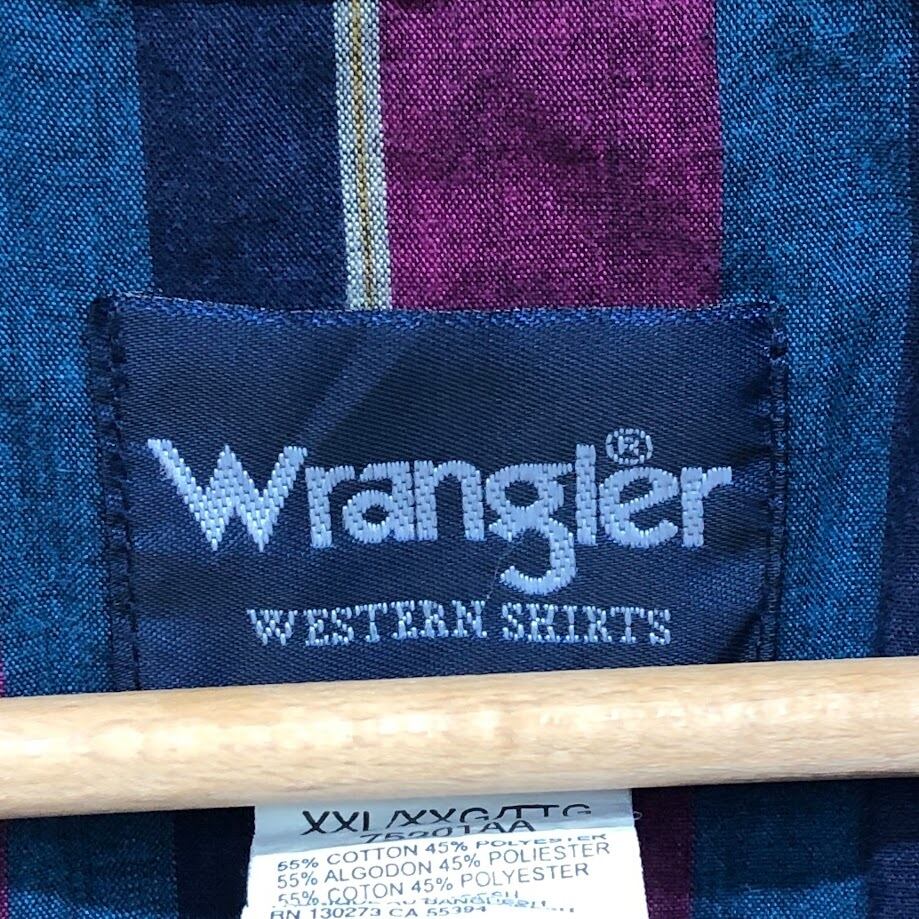 Wrangler®
WESTERN SHIRTS
XXL/XXG/TTG
75201AA
55% COTTON 45% POLYESTER
55% ALGODON 45% POLIESTER
55% COTON 45% POLYESTER
RN 130273 CA 55394